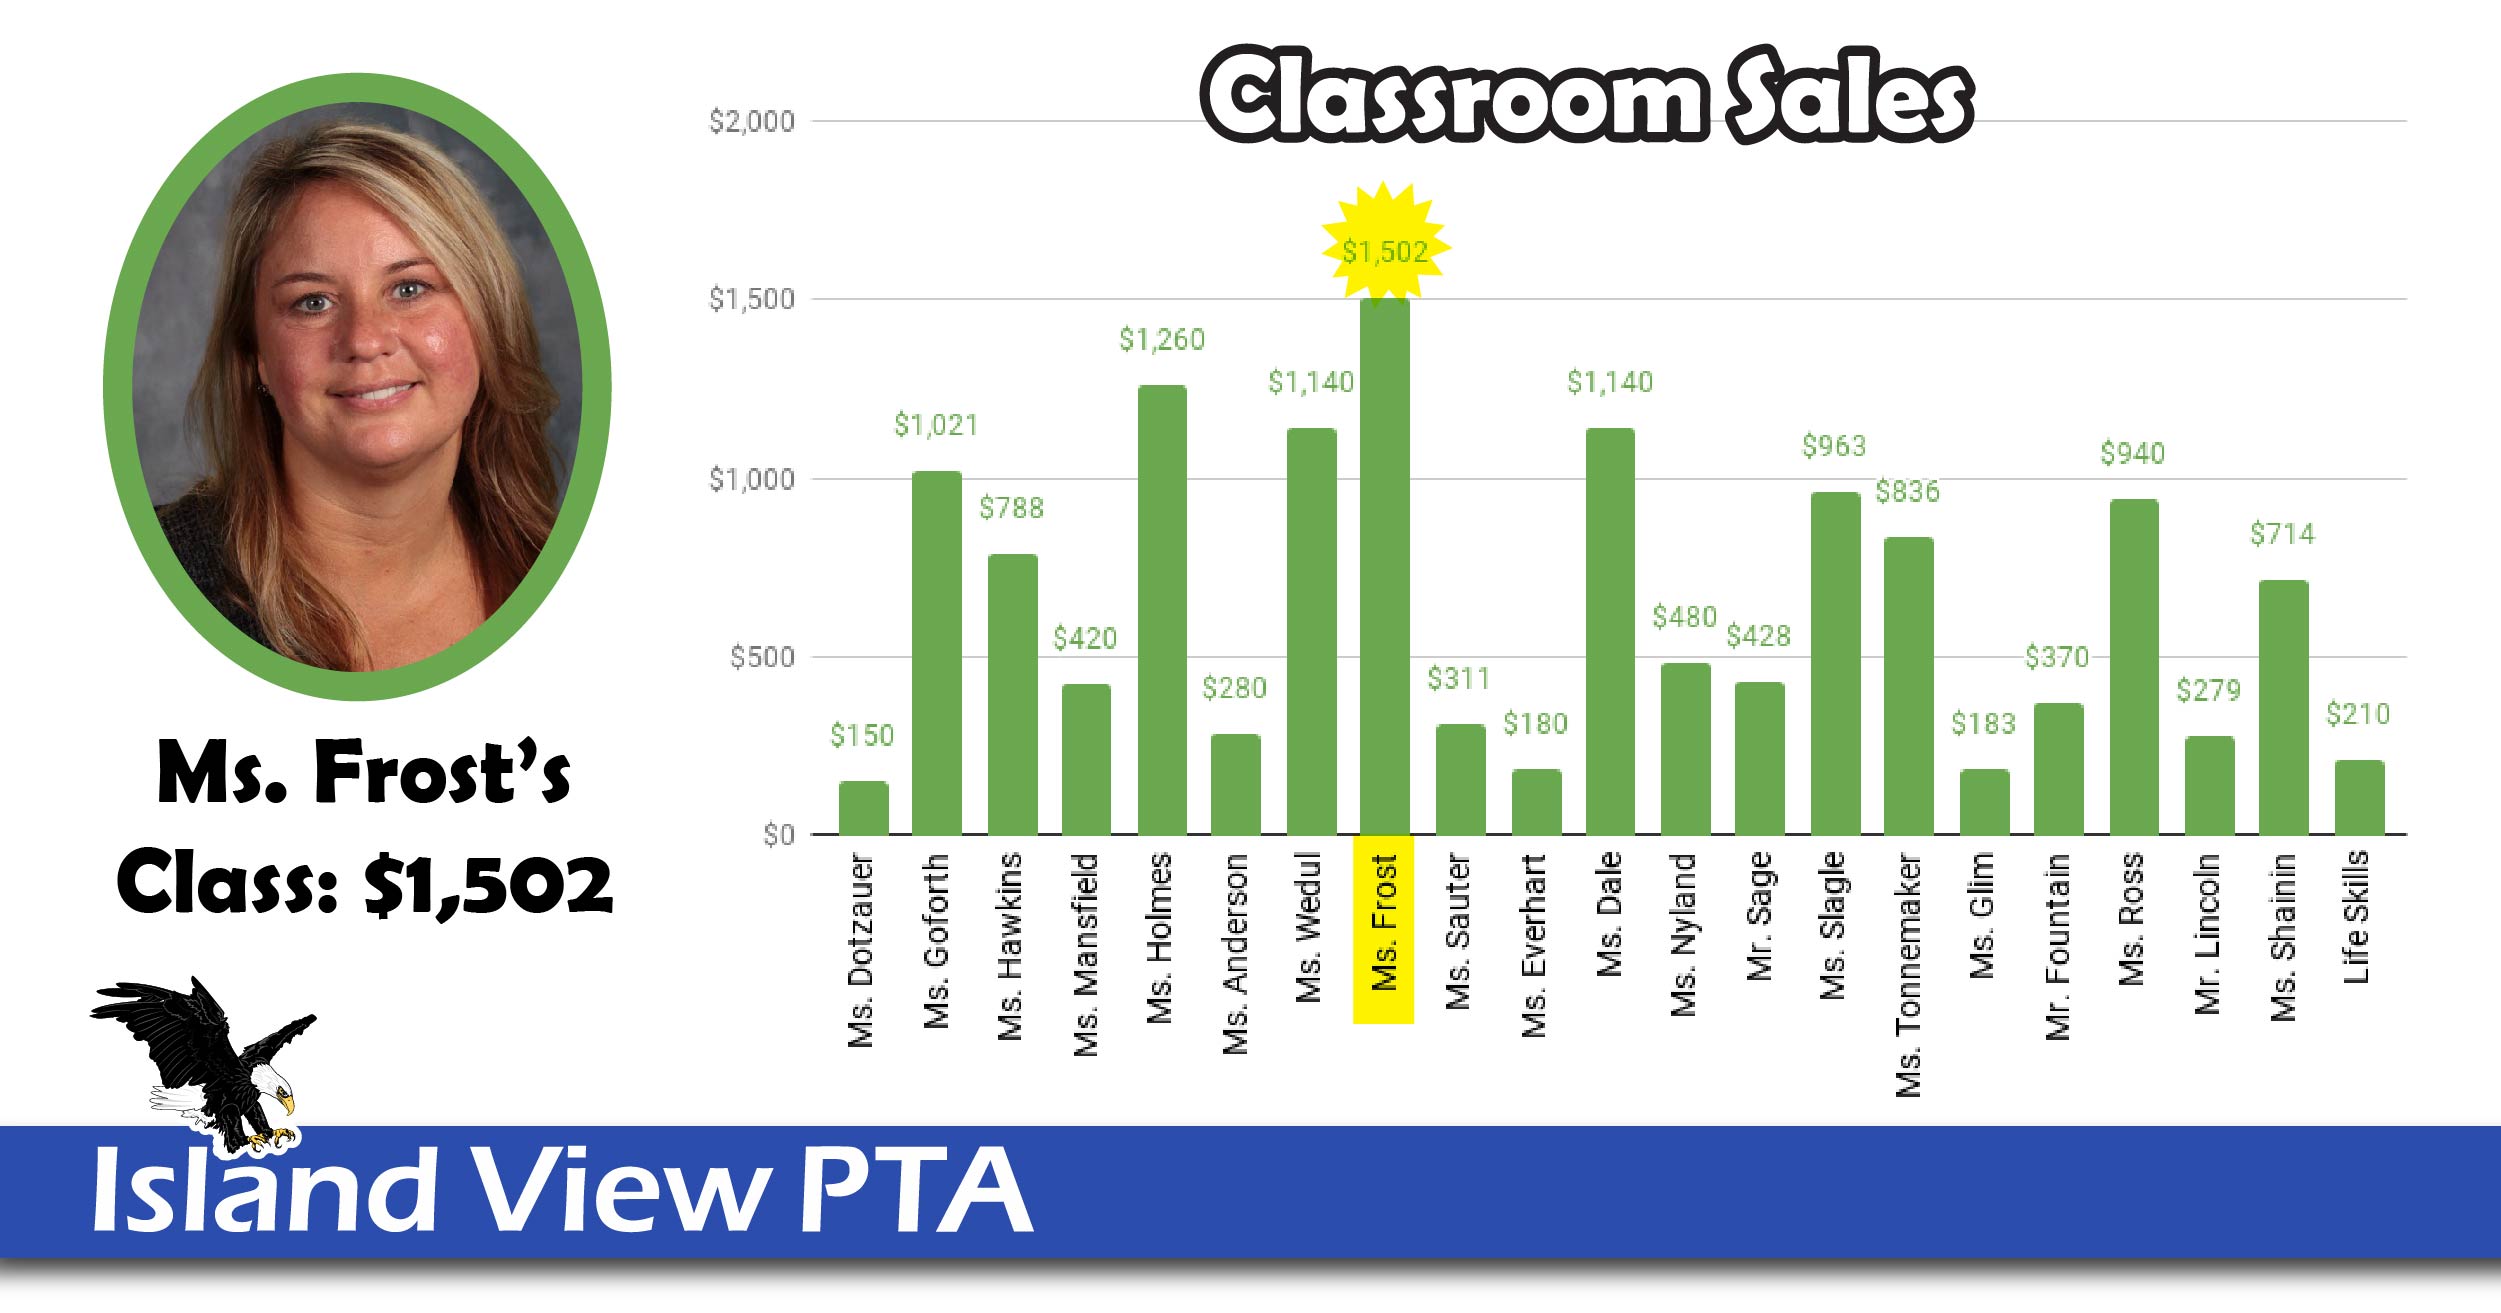 Classroom Sales
$2,000
$1,500
$1,000
$500
$0
$150
$1,021
$788
$420
$1,260
$280
$1,140
$1,502
$311
$180
$1,140
$480
$428
$963
$836
$183
$370
$940
$279
$714
$210
Ms. Dotzauer
Ms. Goforth
Ms. Hawkins
Ms. Mansfield
Ms. Holmes
Ms. Anderson
Ms. Wedul
Ms. Frost
Ms. Sauter
Ms. Everhart
Ms. Dale
Ms. Nyland
Mr. Sage
Ms. Slagle
Ms. Tonnemaker
Ms. Glim
Mr. Fountain
Ms. Ross
Mr. Lincoln
Ms. Shainin
Life Skills
Ms. Frost’s
Class: $1,502
Island View PTA